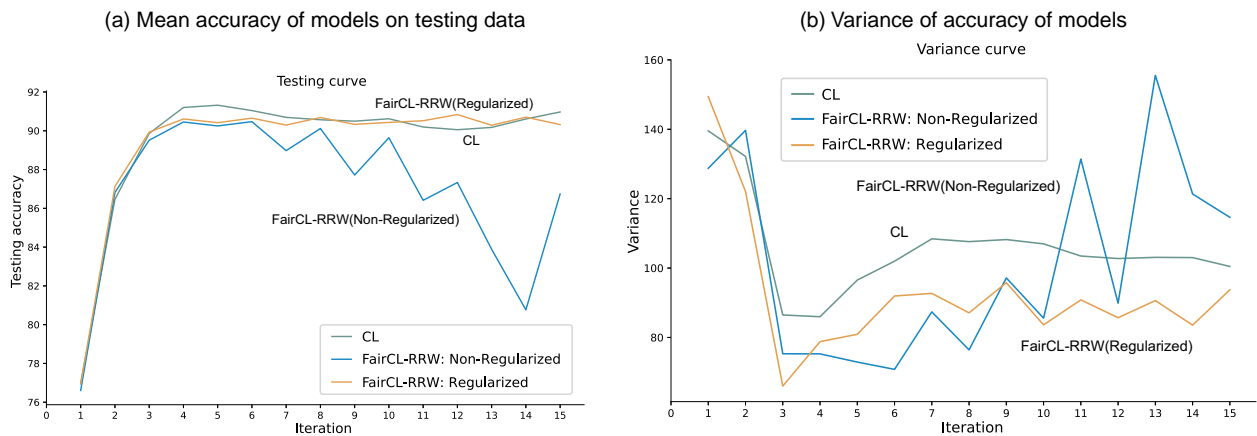 (a) Mean accuracy of models on testing data
Testing curve
Testing accuracy
92
90
88
86
84
82
80
78
76
FairCL-RRW(Regularized)
CL
FairCL-RRW(Non-Regularized)
CL
FairCL-RRW: Non-Regularized
FairCL-RRW: Regularized
0 1 2 3 4 5 6 7 8 9 10 11 12 13 14 15
Iteration
(b) Variance of accuracy of models
Variance curve
Variance
160
140
120
100
80
CL
FairCL-RRW: Non-Regularized
FairCL-RRW: Regularized
FairCL-RRW(Non-Regularized)
CL
FairCL-RRW(Regularized)
0 1 2 3 4 5 6 7 8 9 10 11 12 13 14 15
Iteration